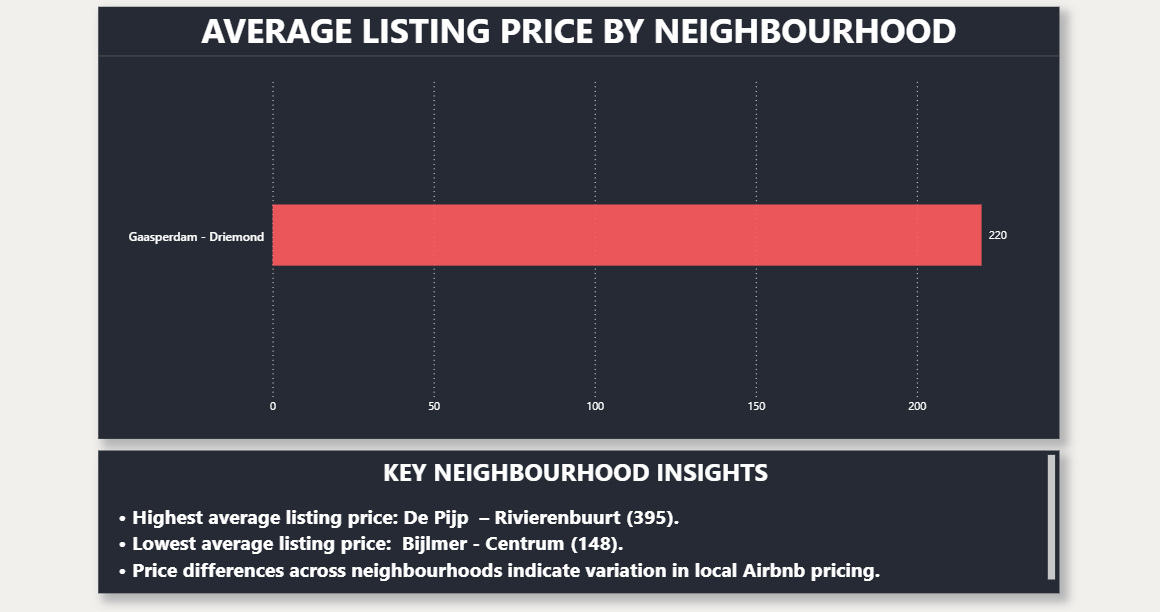 AVERAGE LISTING PRICE BY NEIGHBOURHOOD
Gaasperdam - Driemond
220
0 50 100 150 200
KEY NEIGHBOURHOOD INSIGHTS
• Highest average listing price: De Pijp – Rivierenbuurt (395).
• Lowest average listing price: Bijlmer - Centrum (148).
• Price differences across neighbourhoods indicate variation in local Airbnb pricing.